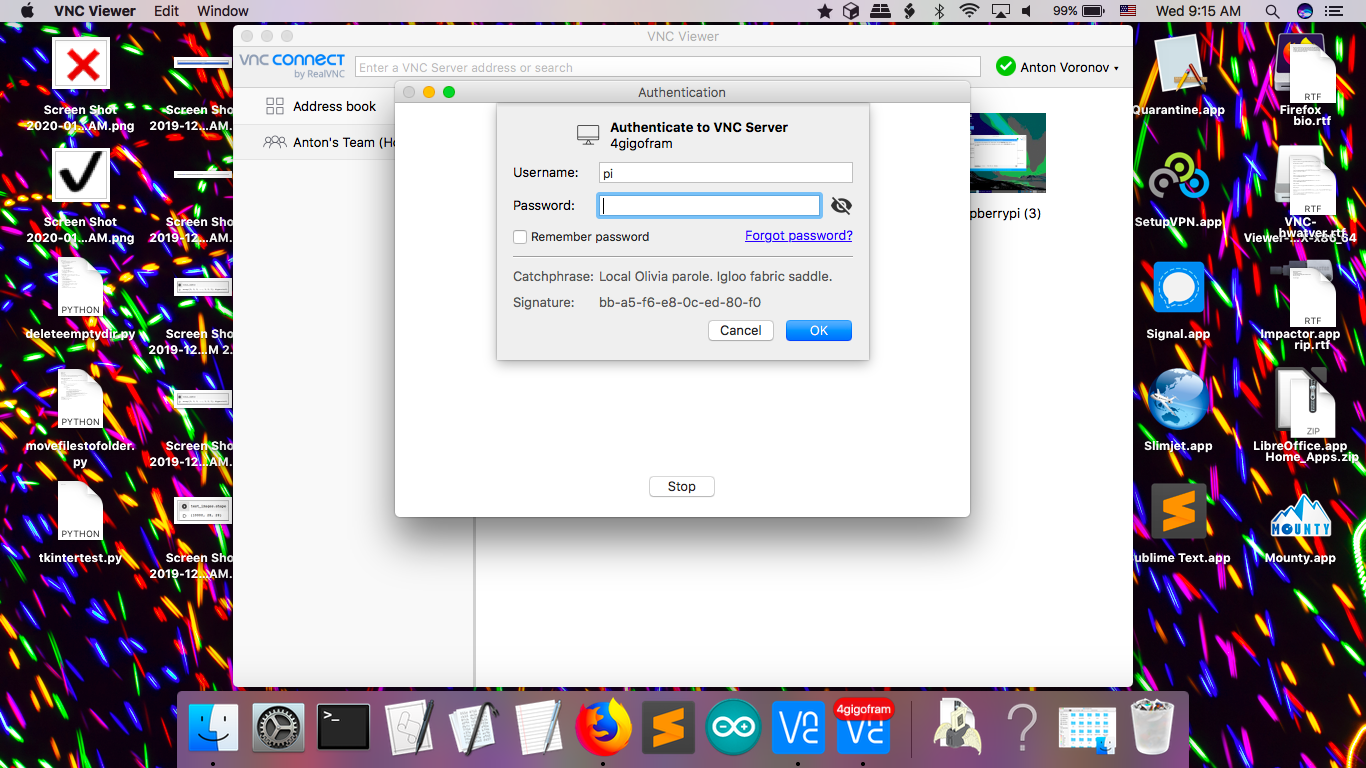 VNC Viewer Edit Window
99% Wed 9:15 AM
VNC Viewer
vnc connect
by RealVNC
Enter a VNC Server address or search
Anton Voronov
Address book
Anton's Team (Ho
pberrypi (3)
Authentication
Authenticate to VNC Server
4gigofram
Username: pi
Password:
Remember password Forgot password?
Catchphrase: Local Olivia parole. Igloo fabric saddle.
Signature: bb-a5-f6-e8-0c-ed-80-f0
Cancel OK
Stop
Screen Shot
2020-01...AM.png
Screen Shot
2020-01...AM.png
PYTHON
deleteemptydir.py
PYTHON
movefilestofolder.
py
PYTHON
tkintertest.py
Screen Sho
2019-12...AM.
Screen Sho
2019-12...AM.
Screen Sho
2019-12...M 2.
Screen Sho
2019-12...AM.
Screen Sho
2019-12...AM.
Quarantine.app
SetupVPN.app
Signal.app
Slimjet.app
ublime Text.app
RTF
Firefox
bio.rtf
RTF
VNC-
hwatver.rtf
Viewer-...X-x86_64
RTF
Impactor.app
rip.rtf
ZIP
LibreOffice.app
Home_Apps.zip
MOUNTY
Mounty.app
4gigofram